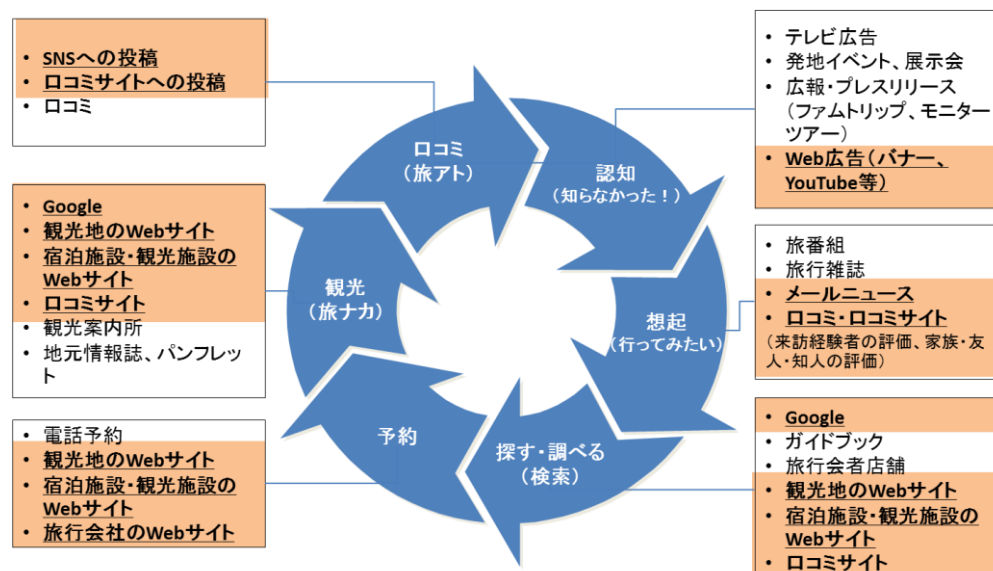 • SNSへの投稿
• 口コミサイトへの投稿
• 口コミ
• テレビ広告
• 発地イベント、展示会
• 広報・プレスリリース
(ファムトリップ、モニター
ツアー)
• Web広告(バナー、
YouTube等)
口コミ
(旅アト)
認知
(知らなかった!)
• Google
• 観光地のWebサイト
• 宿泊施設・観光施設の
Webサイト
• 口コミサイト
• 観光案内所
• 地元情報誌、パンフレッ
ト
観光
(旅ナカ)
想起
(行ってみたい)
• 旅番組
• 旅行雑誌
• メールニュース
• 口コミ・口コミサイト
(来訪経験者の評価、家族・友
人・知人の評価)
• 電話予約
• 観光地のWebサイト
• 宿泊施設・観光施設の
Webサイト
• 旅行会社のWebサイト
予約
探す・調べる
(検索)
• Google
• ガイドブック
• 旅行会者店舗
• 観光地のWebサイト
• 宿泊施設・観光施設の
Webサイト
• 口コミサイト